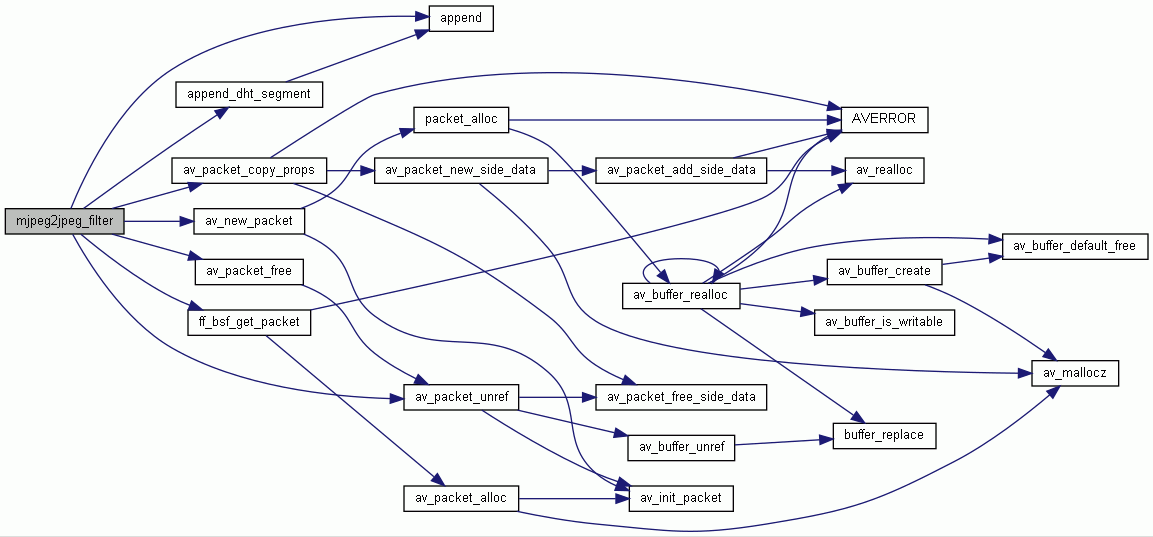 append
append_dht_segment
packet_alloc
AVERROR
av_packet_copy_props
av_packet_new_side_data
av_packet_add_side_data
av_realloc
mjpeg2jpeg_filter
av_new_packet
av_buffer_default_free
av_packet_free
av_buffer_create
av_buffer_realloc
ff_bsf_get_packet
av_buffer_is_writable
av_mallocz
av_packet_unref
av_packet_free_side_data
buffer_replace
av_buffer_unref
av_packet_alloc
av_init_packet